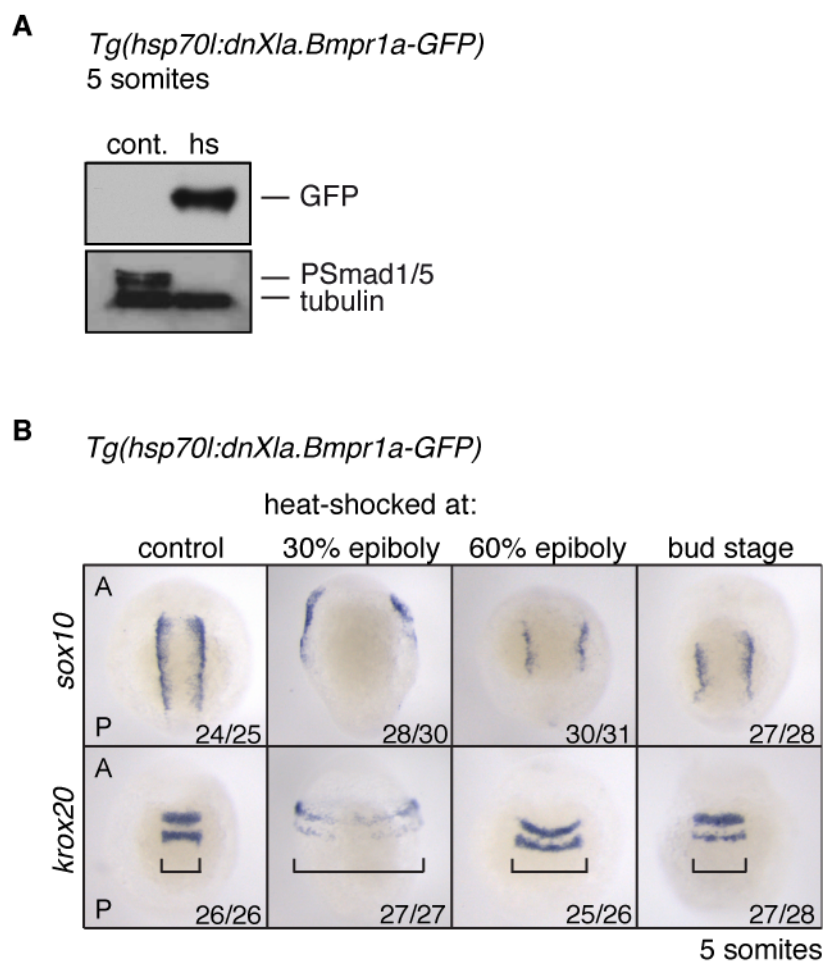 A
Tg(hsp70l:dnXla.Bmpr1a-GFP)
5 somites
cont. hs
GFP
PSmad1/5
tubulin
B
Tg(hsp70l:dnXla.Bmpr1a-GFP)
heat-shocked at:
control 30% epiboly 60% epiboly bud stage
sox10
A
P 24/25 28/30 30/31 27/28
krox20
A
P 26/26 27/27 25/26 27/28
5 somites